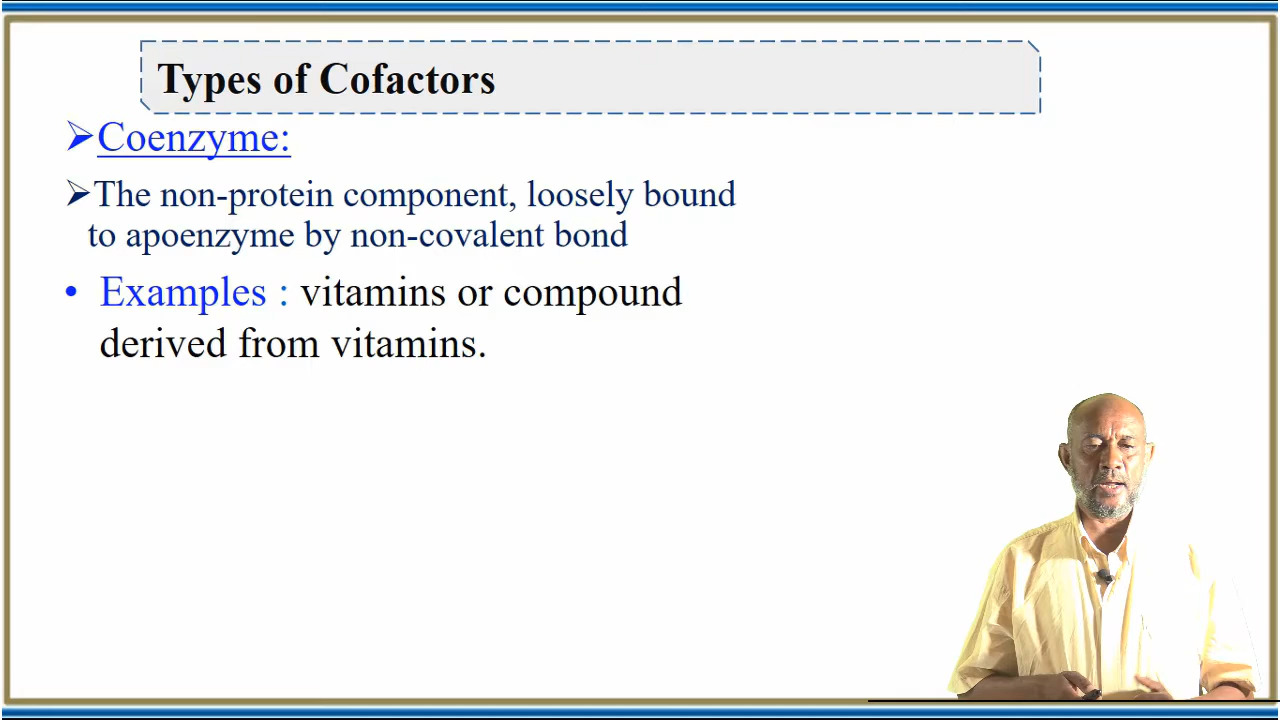 Types of Cofactors
➢Coenzyme:
➢The non-protein component, loosely bound
to apoenzyme by non-covalent bond
• Examples : vitamins or compound
derived from vitamins.